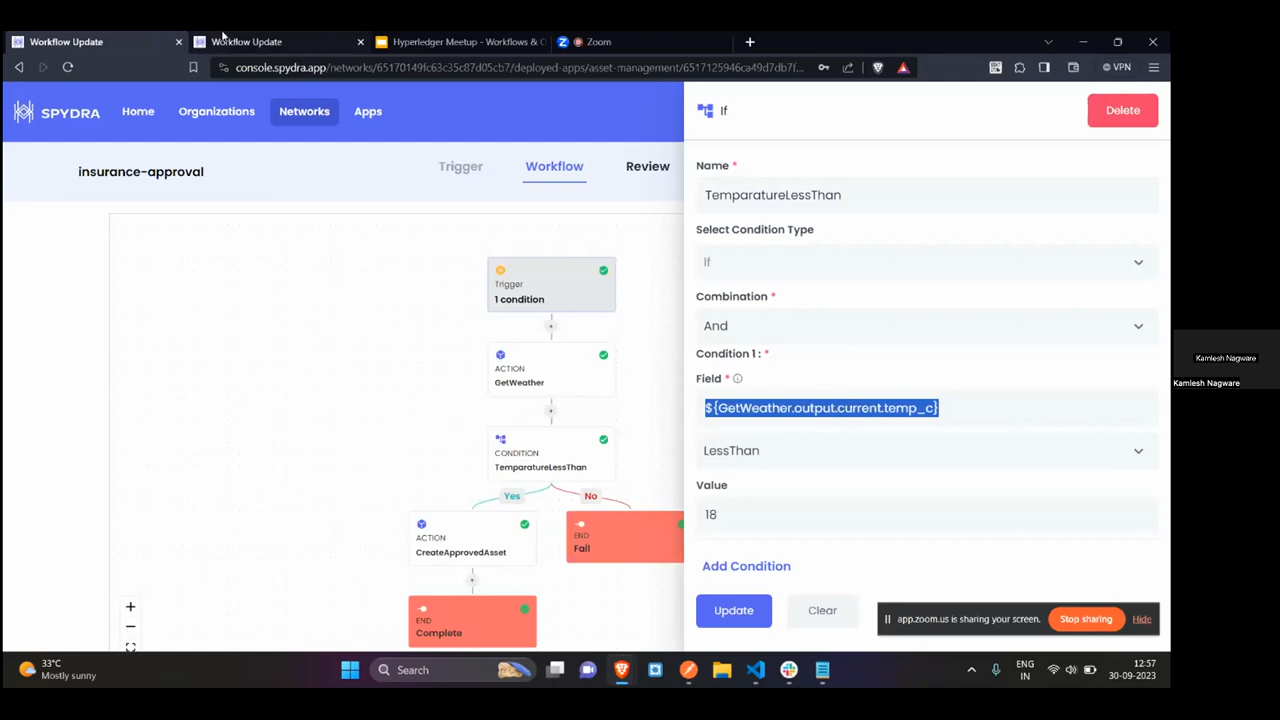 Workflow Update
Workflow Update
Hyperledger Meetup - Workflows & C
Zoom
console.spydra.app/networks/65170149fc63c35c87d05cb7/deployed-apps/asset-management/6517125946ca49d7db7f...
VPN
SPYDRA
Home
Organizations
Networks
Apps
insurance-approval
Trigger
Workflow
Review
Trigger
1 condition
ACTION
GetWeather
CONDITION
TemparatureLessThan
Yes
No
ACTION
CreateApprovedAsset
END
Fail
END
Complete
If
Delete
Name *
TemparatureLessThan
Select Condition Type
If
Combination *
And
Condition 1 : *
Field *
${GetWeather.output.current.temp_c}
LessThan
Value
18
Add Condition
Update
Clear
app.zoom.us is sharing your screen.
Stop sharing
Hide
Kamlesh Nagware
Kamlesh Nagware
33°C
Mostly sunny
Search
ENG
IN
12:57
30-09-2023